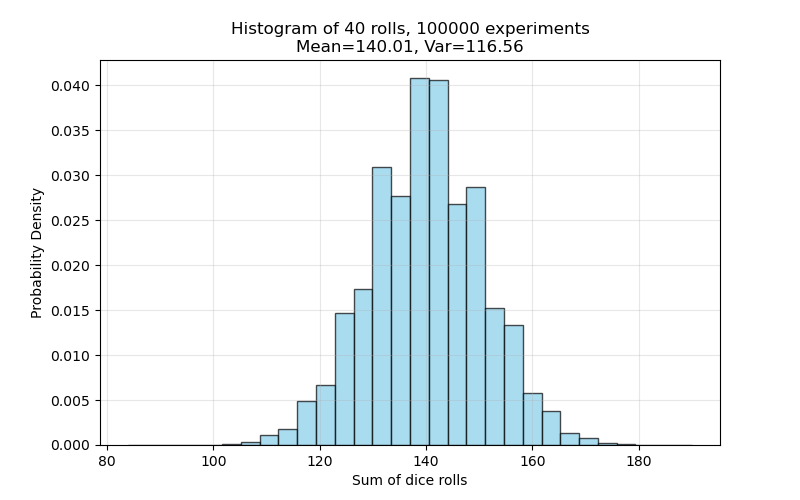 Histogram of 40 rolls, 100000 experiments
Mean=140.01, Var=116.56
0.040
0.035
0.030
0.025
0.020
0.015
0.010
0.005
0.000
Probability Density
80 100 120 140 160 180
Sum of dice rolls